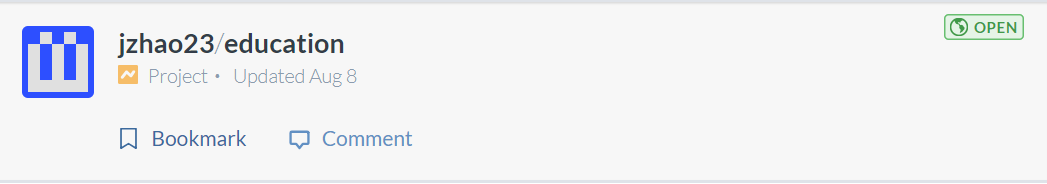 jzhao23/education
OPEN
Project • Updated Aug 8
Bookmark Comment